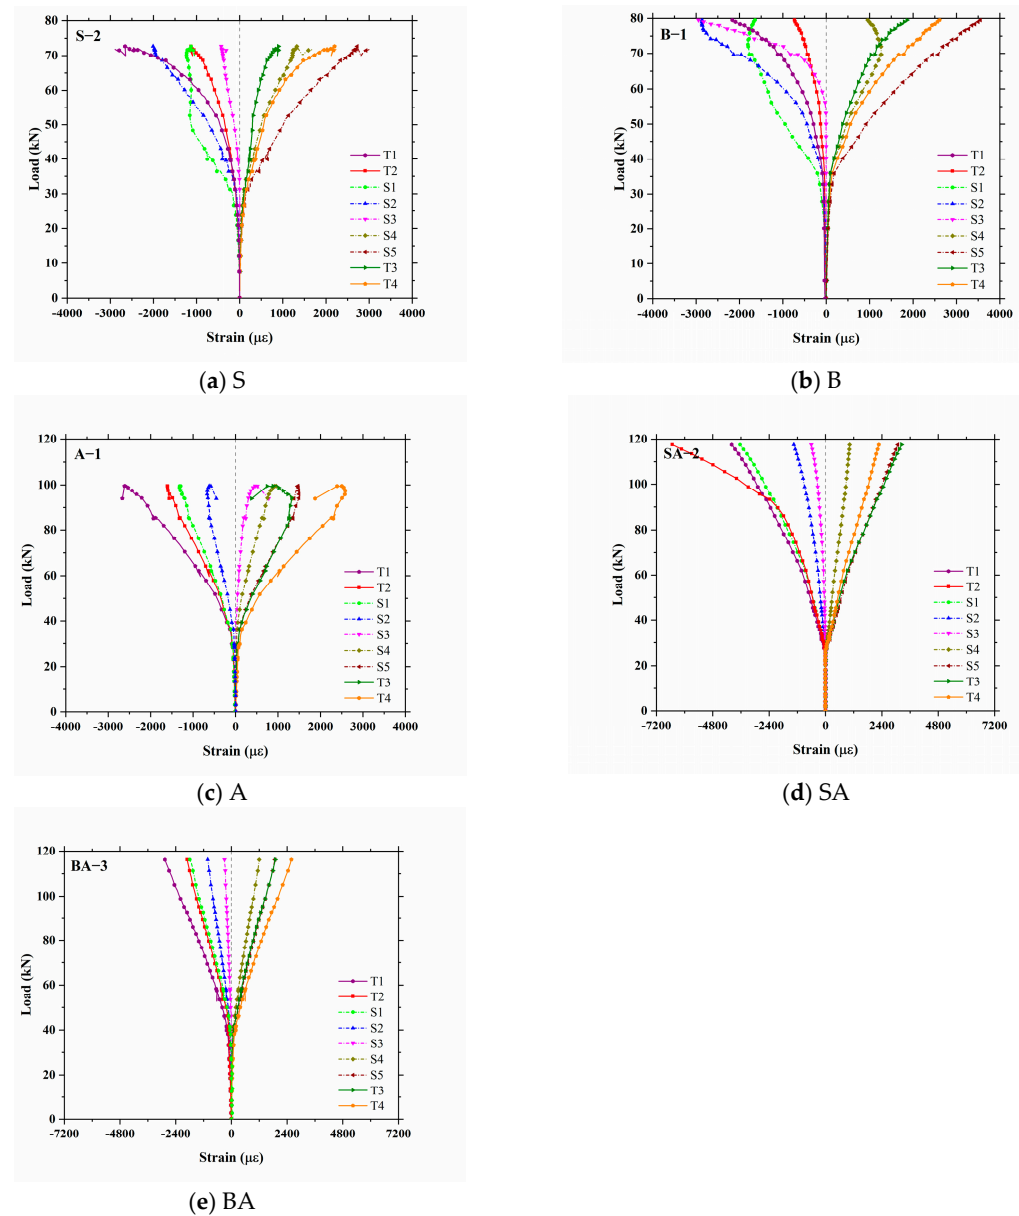 S−2
Load (kN)
80
70
60
50
40
30
20
10
0
-4000 -3000 -2000 -1000 0 1000 2000 3000 4000
Strain (με)
T1
T2
S1
S2
S3
S4
S5
T3
T4
(a) S
B−1
Load (kN)
80
70
60
50
40
30
20
10
0
-4000 -3000 -2000 -1000 0 1000 2000 3000 4000
Strain (με)
T1
T2
S1
S2
S3
S4
S5
T3
T4
(b) B
A−1
Load (kN)
120
100
80
60
40
20
0
-4000 -3000 -2000 -1000 0 1000 2000 3000 4000
Strain (με)
T1
T2
S1
S2
S3
S4
S5
T3
T4
(c) A
SA−2
Load (kN)
120
100
80
60
40
20
0
-7200 -4800 -2400 0 2400 4800 7200
Strain (με)
T1
T2
S1
S2
S3
S4
S5
T3
T4
(d) SA
BA−3
Load (kN)
120
100
80
60
40
20
0
-7200 -4800 -2400 0 2400 4800 7200
Strain (με)
T1
T2
S1
S2
S3
S4
S5
T3
T4
(e) BA